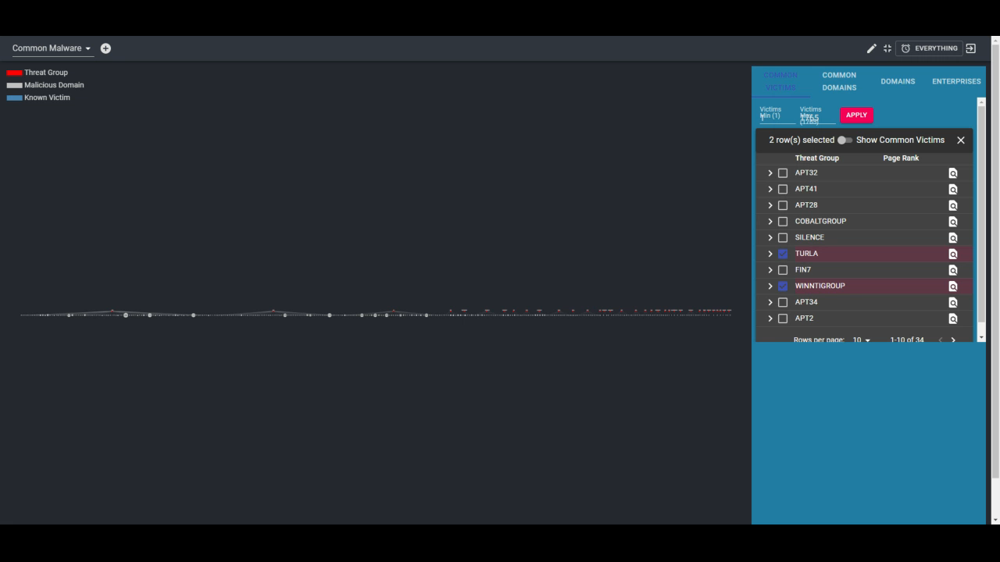 Common Malware
EVERYTHING
Threat Group
Malicious Domain
Known Victim
COMMON VICTIMS
COMMON DOMAINS
DOMAINS
ENTERPRISES
Victims Min (1)
1
Victims Max (1765)
1765
APPLY
2 row(s) selected
Show Common Victims
Threat Group Page Rank
APT32
APT41
APT28
COBALTGROUP
SILENCE
TURLA
FIN7
WINNTIGROUP
APT34
APT2
Rows per page: 10 1-10 of 34